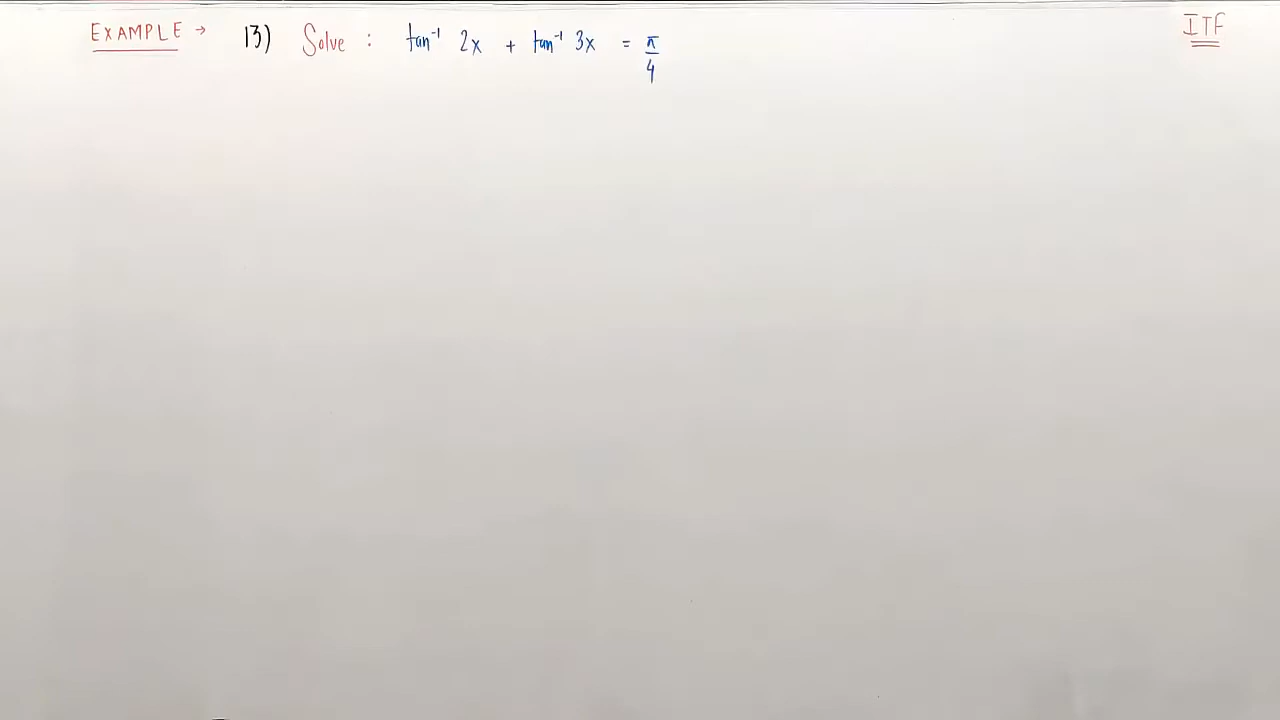 EXAMPLE → 13) Solve : tan⁻¹ 2x + tan⁻¹ 3x = π/4
ITF